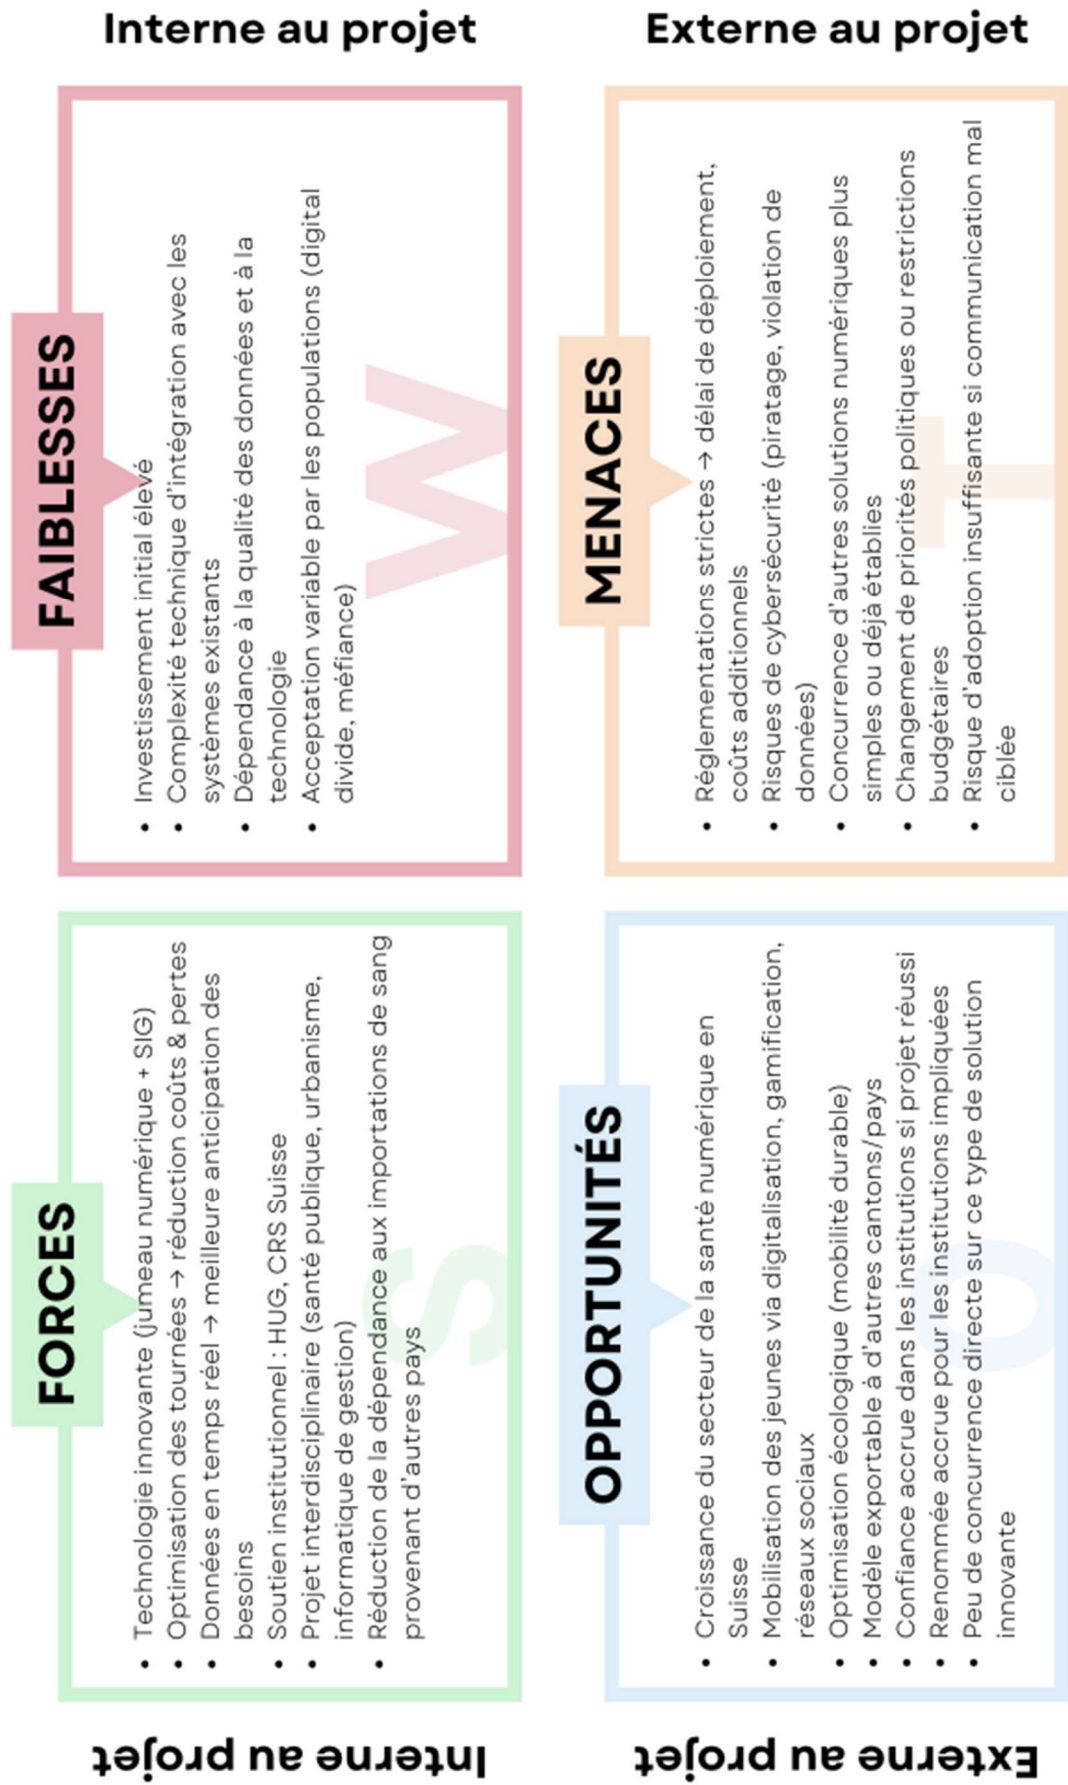 Interne au projet
FORCES
S
• Technologie innovante (jumeau numérique + SIG)
• Optimisation des tournées → réduction coûts & pertes
• Données en temps réel → meilleure anticipation des
besoins
• Soutien institutionnel : HUG, CRS Suisse
• Projet interdisciplinaire (santé publique, urbanisme,
informatique de gestion)
• Réduction de la dépendance aux importations de sang
provenant d'autres pays
FAIBLESSES
W
• Investissement initial élevé
• Complexité technique d'intégration avec les
systèmes existants
• Dépendance à la qualité des données et à la
technologie
• Acceptation variable par les populations (digital
divide, méfiance)
Interne au projet
Externe au projet
OPPORTUNITÉS
O
• Croissance du secteur de la santé numérique en
Suisse
• Mobilisation des jeunes via digitalisation, gamification,
réseaux sociaux
• Optimisation écologique (mobilité durable)
• Modèle exportable à d'autres cantons/pays
• Confiance accrue dans les institutions si projet réussi
• Renommée accrue pour les institutions impliquées
• Peu de concurrence directe sur ce type de solution
innovante
MENACES
T
• Réglementations strictes → délai de déploiement,
coûts additionnels
• Risques de cybersécurité (piratage, violation de
données)
• Concurrence d'autres solutions numériques plus
simples ou déjà établies
• Changement de priorités politiques ou restrictions
budgétaires
• Risque d'adoption insuffisante si communication mal
ciblée
Externe au projet